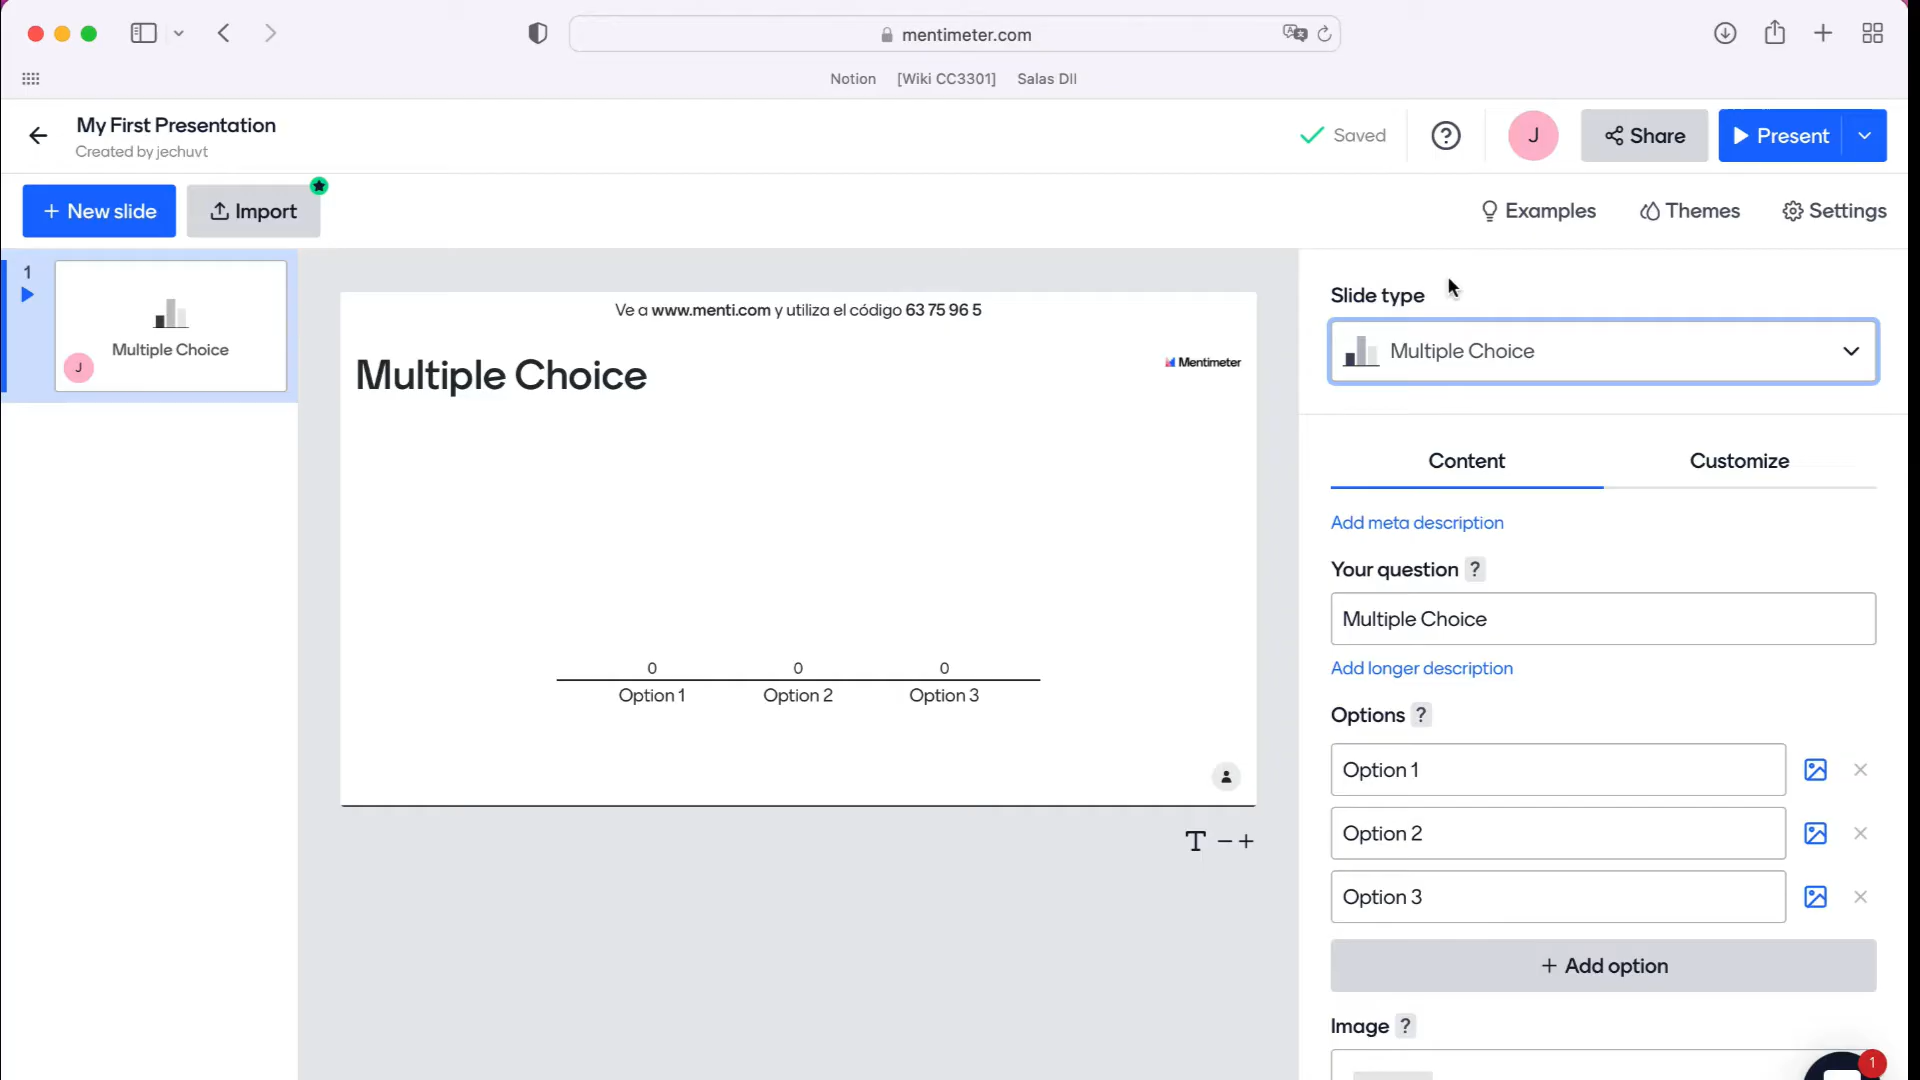 mentimeter.com
Notion [Wiki CC3301] Salas DII
My First Presentation
Created by jechuvt
Saved
?
J
Share
Present
+ New slide
Import
Examples
Themes
Settings
1
Multiple Choice
J
Ve a www.menti.com y utiliza el código 63 75 96 5
Multiple Choice
Mentimeter
0 0 0
Option 1 Option 2 Option 3
T − +
Slide type
Multiple Choice
Content Customize
Add meta description
Your question ?
Multiple Choice
Add longer description
Options ?
Option 1
Option 2
Option 3
+ Add option
Image ?
1